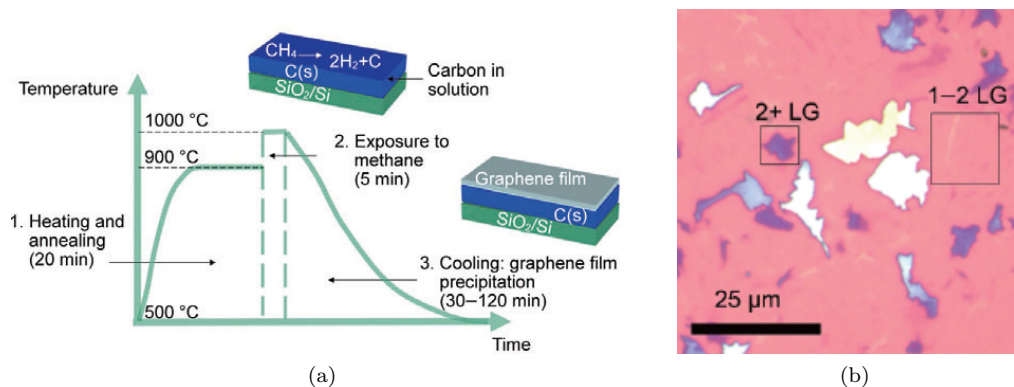 CH₄ → 2H₂+C
C(s)
SiO₂/Si
Carbon in
solution
Temperature
1000 °C
900 °C
2. Exposure to
methane
(5 min)
Graphene film
C(s)
SiO₂/Si
1. Heating and
annealing
(20 min)
3. Cooling: graphene film
precipitation
(30–120 min)
500 °C
Time
(a)
2+ LG
1–2 LG
25 μm
(b)